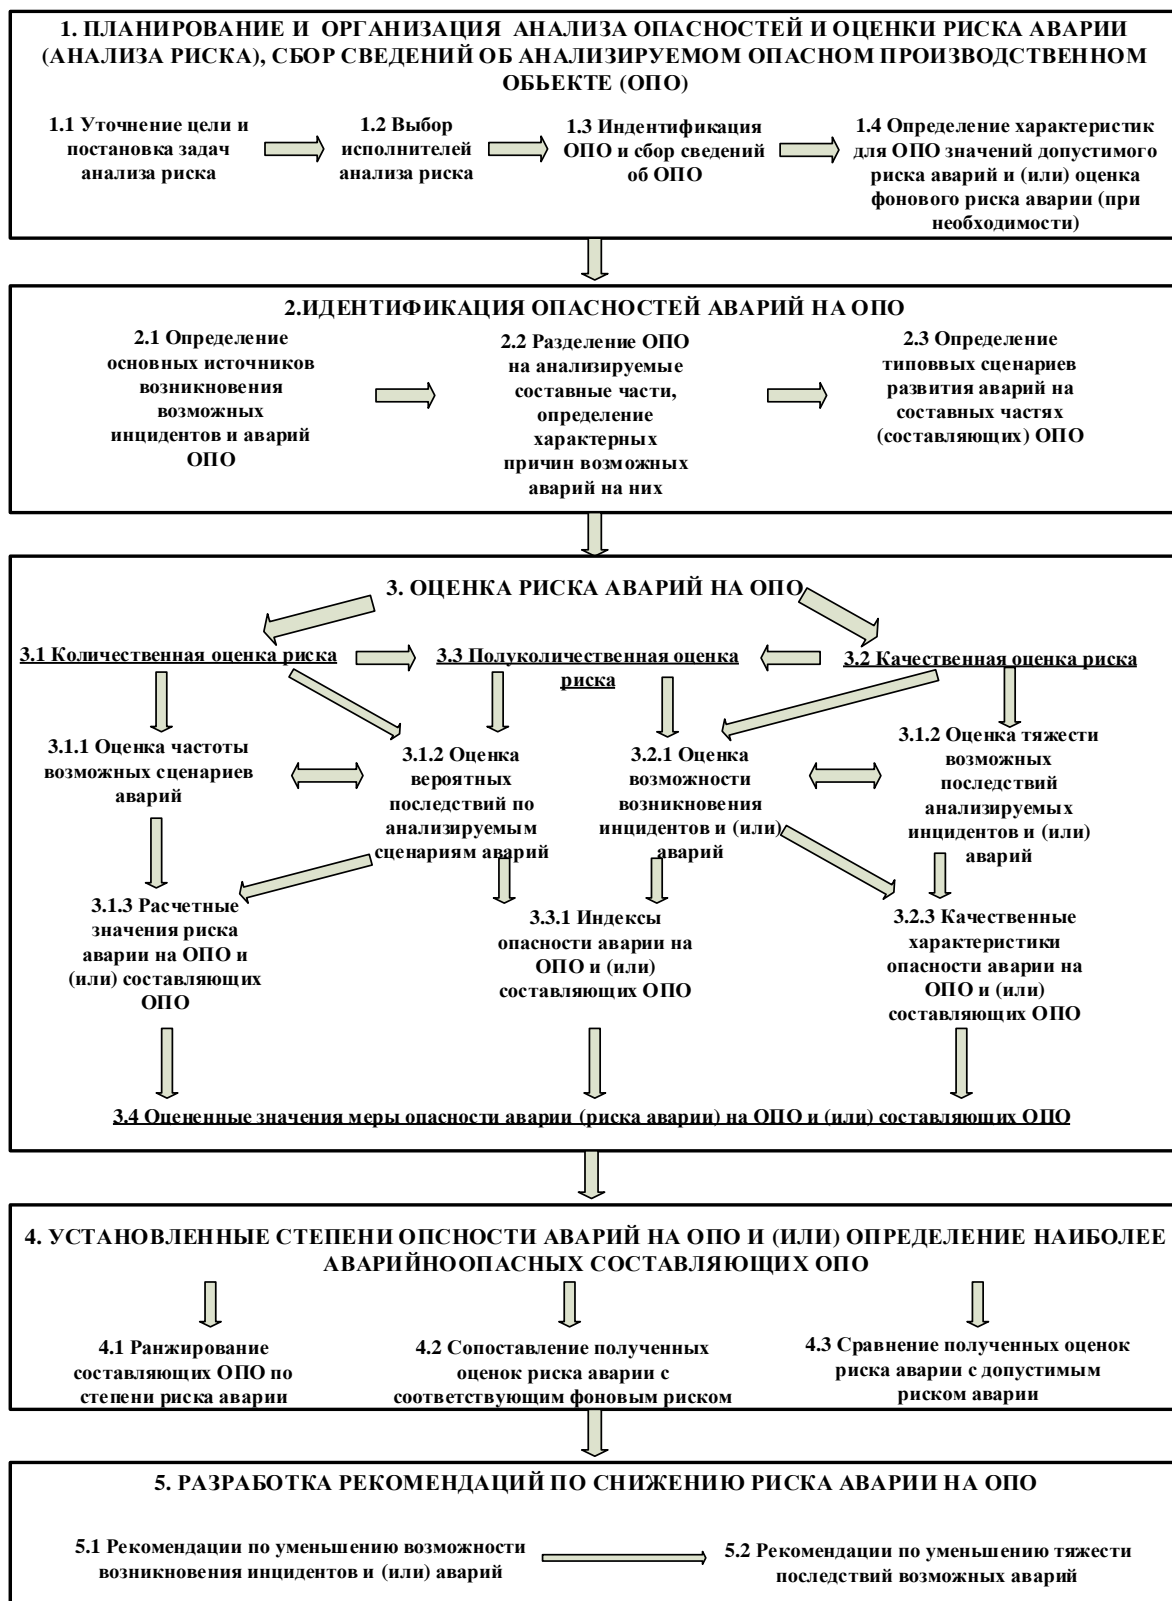 1. ПЛАНИРОВАНИЕ И ОРГАНИЗАЦИЯ АНАЛИЗА ОПАСНОСТЕЙ И ОЦЕНКИ РИСКА АВАРИИ
(АНАЛИЗА РИСКА), СБОР СВЕДЕНИЙ ОБ АНАЛИЗИРУЕМОМ ОПАСНОМ ПРОИЗВОДСТВЕННОМ
ОБЬЕКТЕ (ОПО)
1.1 Уточнение цели и
постановка задач
анализа риска
1.2 Выбор
исполнителей
анализа риска
1.3 Индентификация
ОПО и сбор сведений
об ОПО
1.4 Определение характеристик
для ОПО значений допустимого
риска аварий и (или) оценка
фонового риска аварии (при
необходимости)
2.ИДЕНТИФИКАЦИЯ ОПАСНОСТЕЙ АВАРИЙ НА ОПО
2.1 Определение
основных источников
возникновения
возможных
инцидентов и аварий
ОПО
2.2 Разделение ОПО
на анализируемые
составные части,
определение
характерных
причин возможных
аварий на них
2.3 Определение
типоввых сценариев
развития аварий на
составных частях
(составляющих) ОПО
3. ОЦЕНКА РИСКА АВАРИЙ НА ОПО
3.1 Количественная оценка риска
3.3 Полуколичественная оценка
риска
3.2 Качественная оценка риска
3.1.1 Оценка частоты
возможных сценариев
аварий
3.1.2 Оценка
вероятных
последствий по
анализируемым
сценариям аварий
3.2.1 Оценка
возможности
возникновения
инцидентов и (или)
аварий
3.1.2 Оценка тяжести
возможных
последствий
анализируемых
инцидентов и (или)
аварий
3.1.3 Расчетные
значения риска
аварии на ОПО и
(или) составляющих
ОПО
3.3.1 Индексы
опасности аварии на
ОПО и (или)
составляющих ОПО
3.2.3 Качественные
характеристики
опасности аварии на
ОПО и (или)
составляющих ОПО
3.4 Оцененные значения меры опасности аварии (риска аварии) на ОПО и (или) составляющих ОПО
4. УСТАНОВЛЕННЫЕ СТЕПЕНИ ОПСНОСТИ АВАРИЙ НА ОПО И (ИЛИ) ОПРЕДЕЛЕНИЕ НАИБОЛЕЕ
АВАРИЙНООПАСНЫХ СОСТАВЛЯЮЩИХ ОПО
4.1 Ранжирование
составляющих ОПО по
степени риска аварии
4.2 Сопоставление полученных
оценок риска аварии с
соответствующим фоновым риском
4.3 Сравнение полученных оценок
риска аварии с допустимым
риском аварии
5. РАЗРАБОТКА РЕКОМЕНДАЦИЙ ПО СНИЖЕНИЮ РИСКА АВАРИИ НА ОПО
5.1 Рекомендации по уменьшению возможности
возникновения инцидентов и (или) аварий
5.2 Рекомендации по уменьшению тяжести
последствий возможных аварий